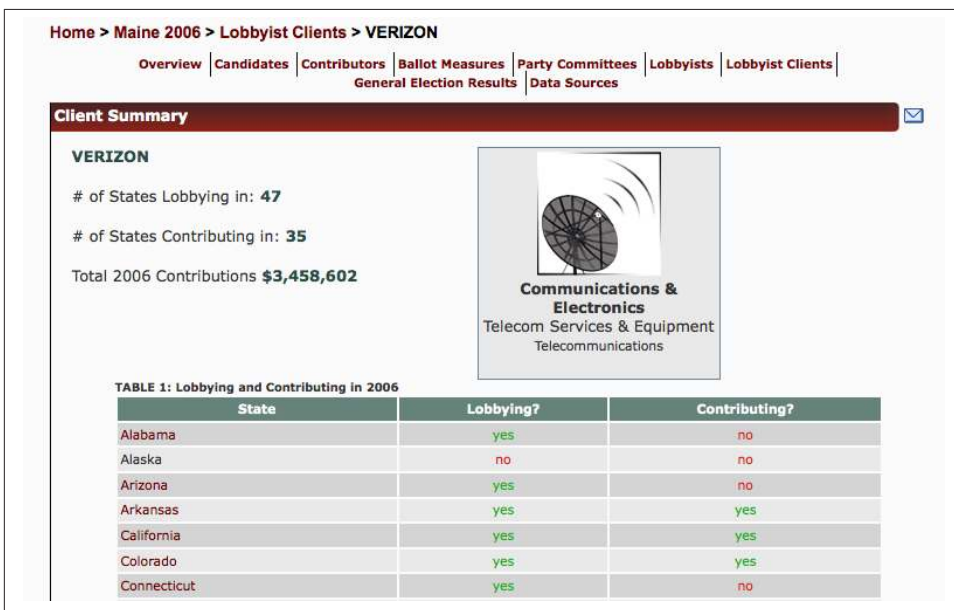 Home > Maine 2006 > Lobbyist Clients > VERIZON
Overview | Candidates | Contributors | Ballot Measures | Party Committees | Lobbyists | Lobbyist Clients |
General Election Results | Data Sources
Client Summary
VERIZON
# of States Lobbying in: 47
# of States Contributing in: 35
Total 2006 Contributions $3,458,602
Communications &
Electronics
Telecom Services & Equipment
Telecommunications
TABLE 1: Lobbying and Contributing in 2006
State Lobbying? Contributing?
Alabama yes no
Alaska no no
Arizona yes no
Arkansas yes yes
California yes yes
Colorado yes yes
Connecticut yes no